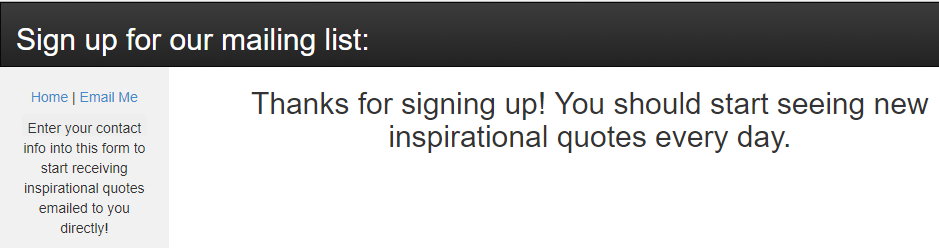 Sign up for our mailing list:
Home | Email Me
Enter your contact
info into this form to
start receiving
inspirational quotes
emailed to you
directly!
Thanks for signing up! You should start seeing new
inspirational quotes every day.